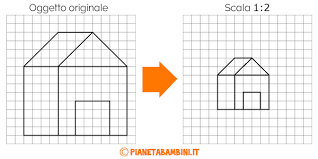 Oggetto originale
Scala 1:2
© PIANETABAMBINI.IT